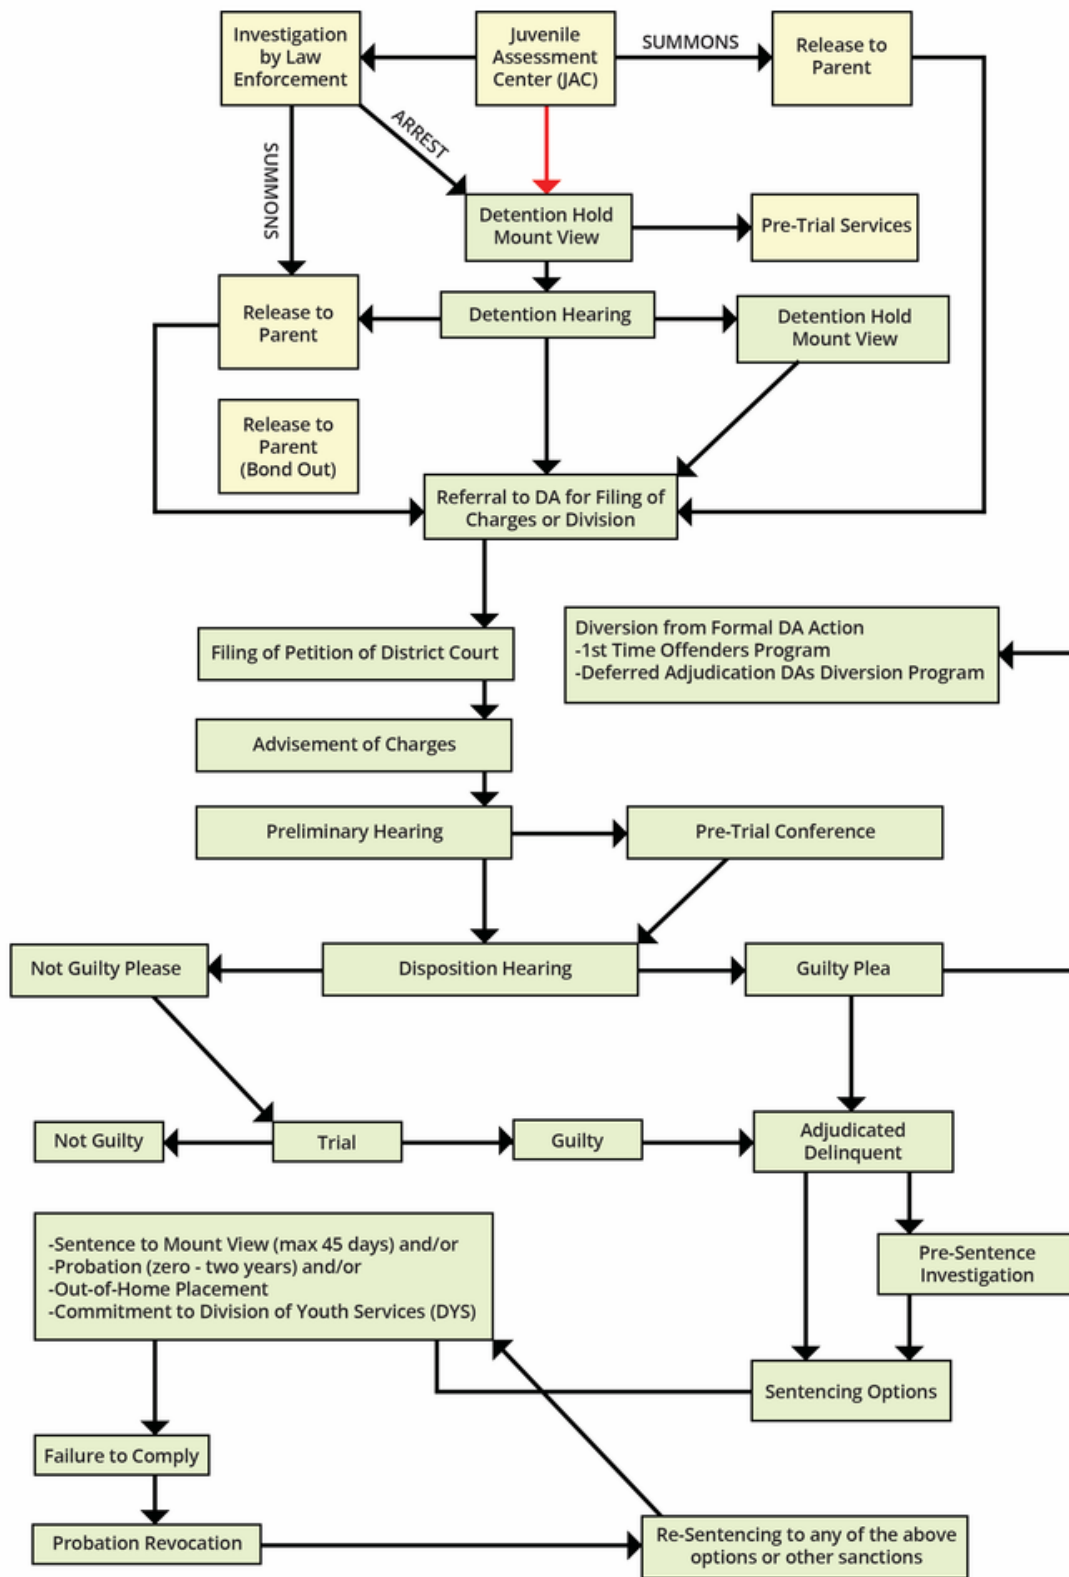 Investigation
by Law
Enforcement
Juvenile
Assessment
Center (JAC)
SUMMONS
Release to
Parent
ARREST
SUMMONS
Detention Hold
Mount View
Pre-Trial Services
Release to
Parent
Detention Hearing
Detention Hold
Mount View
Release to
Parent
(Bond Out)
Referral to DA for Filing of
Charges or Division
Filing of Petition of District Court
Diversion from Formal DA Action
-1st Time Offenders Program
-Deferred Adjudication DAs Diversion Program
Advisement of Charges
Preliminary Hearing
Pre-Trial Conference
Not Guilty Please
Disposition Hearing
Guilty Plea
Not Guilty
Trial
Guilty
Adjudicated
Delinquent
-Sentence to Mount View (max 45 days) and/or
-Probation (zero - two years) and/or
-Out-of-Home Placement
-Commitment to Division of Youth Services (DYS)
Pre-Sentence
Investigation
Sentencing Options
Failure to Comply
Probation Revocation
Re-Sentencing to any of the above
options or other sanctions